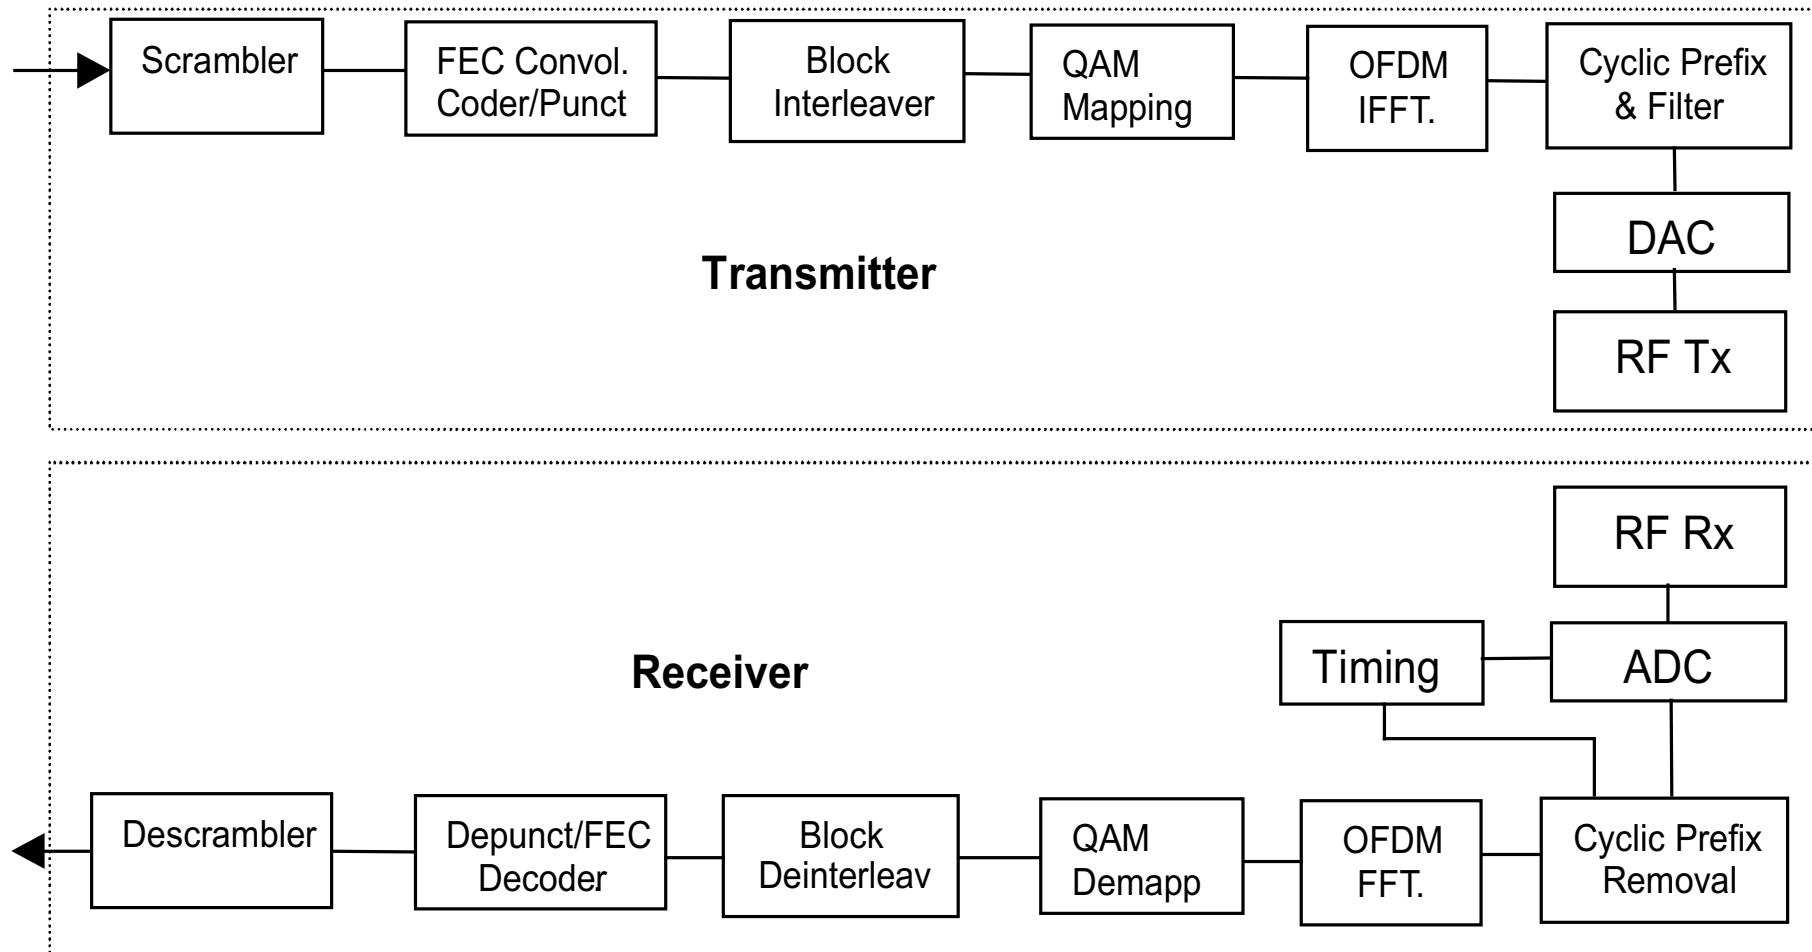 Scrambler
FEC Convol.
Coder/Punct
Block
Interleaver
QAM
Mapping
OFDM
IFFT.
Cyclic Prefix
& Filter
DAC
Transmitter
RF Tx
RF Rx
Timing
ADC
Receiver
Descrambler
Depunct/FEC
Decoder.
Block
Deinterleav
QAM
Demapp
OFDM
FFT.
Cyclic Prefix
Removal